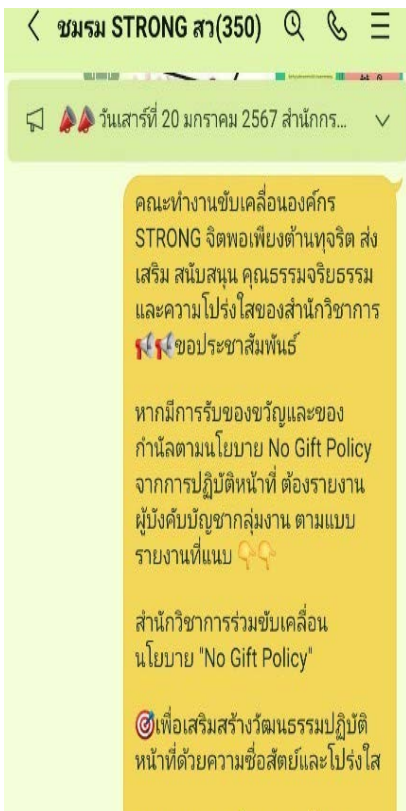 ชมรม STRONG สว(350)
วันเสาร์ที่ 20 มกราคม 2567 สำนักกร...
คณะทำงานขับเคลื่อนองค์กร
STRONG จิตพอเพียงต้านทุจริต ส่ง
เสริม สนับสนุน คุณธรรมจริยธรรม
และความโปร่งใสของสำนักวิชาการ
📢📢ขอประชาสัมพันธ์
หากมีการรับของขวัญและของ
กำนัลตามนโยบาย No Gift Policy
จากการปฏิบัติหน้าที่ ต้องรายงาน
ผู้บังคับบัญชากลุ่มงาน ตามแบบ
รายงานที่แนบ 👇👇
สำนักวิชาการร่วมขับเคลื่อน
นโยบาย "No Gift Policy"
🎯เพื่อเสริมสร้างวัฒนธรรมปฏิบัติ
หน้าที่ด้วยความซื่อสัตย์และโปร่งใส